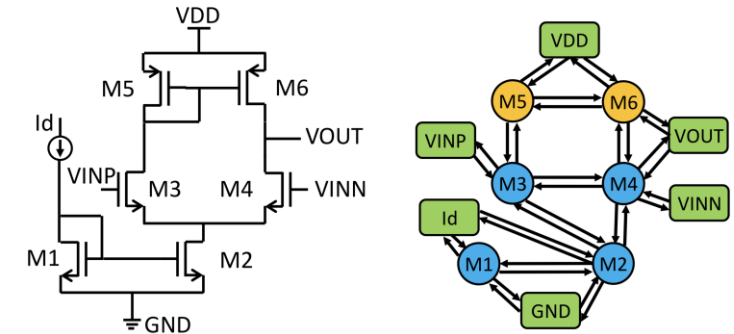 VDD
M5
M6
Id
VOUT
VINP
M3
M4
VINN
M1
M2
GND
VDD
M5
M6
VINP
VOUT
M3
M4
VINN
Id
M1
M2
GND